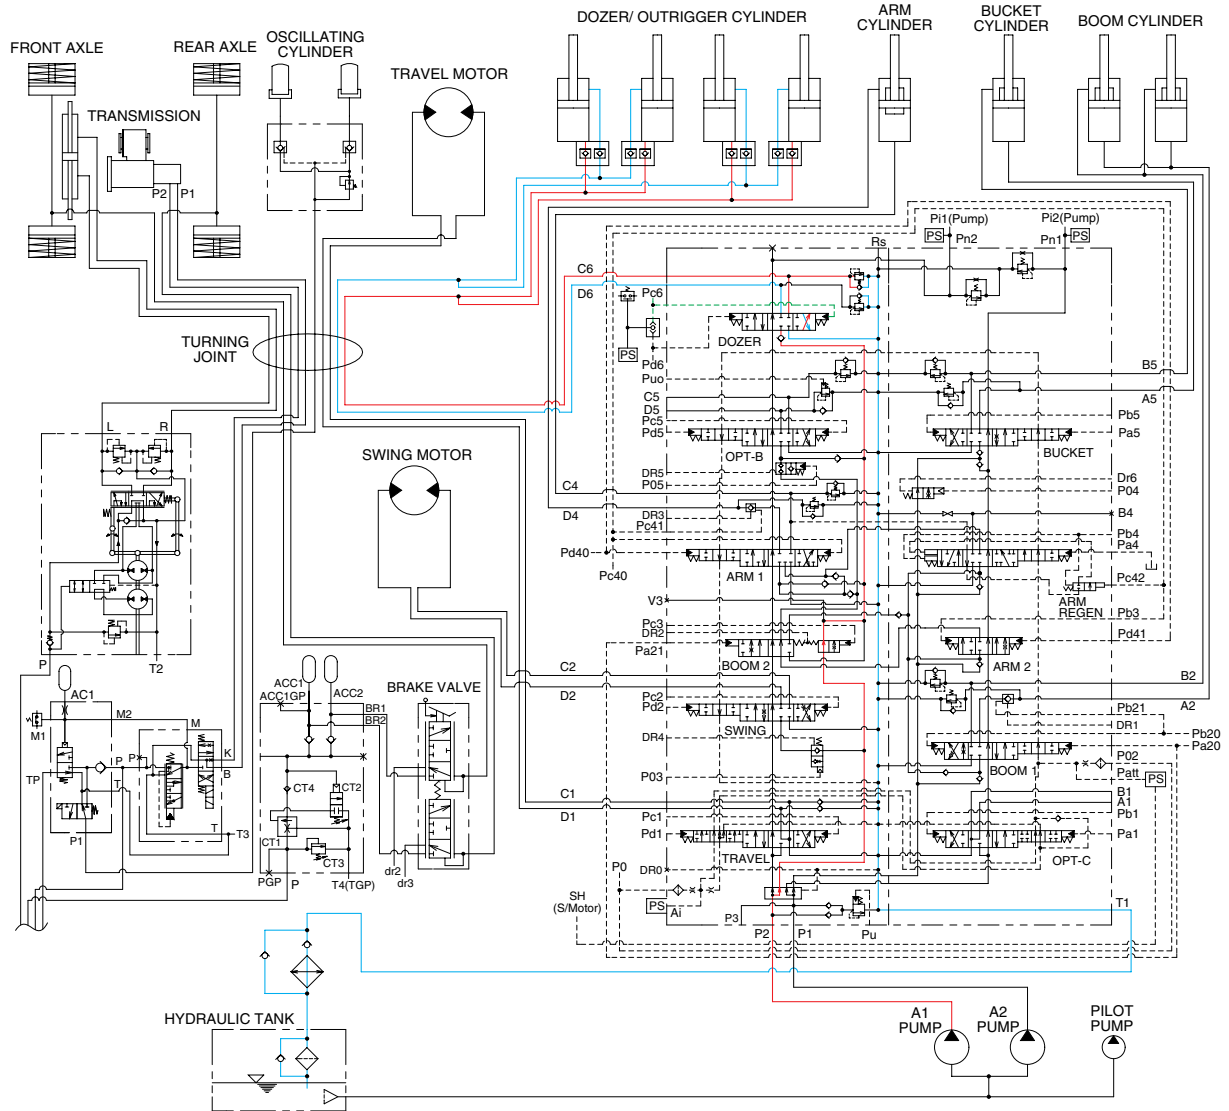 DOZER/ OUTRIGGER CYLINDER
ARM
CYLINDER
BUCKET
CYLINDER
BOOM CYLINDER
FRONT AXLE
REAR AXLE
OSCILLATING
CYLINDER
TRAVEL MOTOR
TRANSMISSION
P2
P1
TURNING
JOINT
L
R
SWING MOTOR
Pi1(Pump)
Pi2(Pump)
PS
Pn2
Pn1
PS
Rs
C6
D6
Pc6
PS
DOZER
Pd6
Puo
C5
D5
Pc5
Pd5
OPT-B
B5
A5
Pb5
Pa5
BUCKET
DR5
P05
Dr6
P04
C4
D4
DR3
Pc41
B4
Pb4
Pa4
Pd40
Pc40
ARM 1
ARM
REGEN
Pc42
V3
Pc3
DR2
Pa21
BOOM 2
Pb3
Pd41
ARM 2
C2
D2
Pc2
Pd2
SWING
B2
A2
Pb21
DR1
Pb20
Pa20
DR4
P03
BOOM 1
P02
Patt
PS
C1
D1
Pc1
Pd1
TRAVEL
B1
A1
Pb1
Pa1
OPT-C
P0
DR0
SH
(S/Motor)
PS
Ai
P3
P2
P1
Pu
T1
P
T2
AC1
M2
M
M1
TP
P
P
K
B
T
T
T3
P1
ACC1
ACC1GP
ACC2
BR1
BR2
BRAKE VALVE
CT4
CT2
CT1
CT3
PGP
P
T4(TGP)
dr2
dr3
HYDRAULIC TANK
A1
PUMP
A2
PUMP
PILOT
PUMP